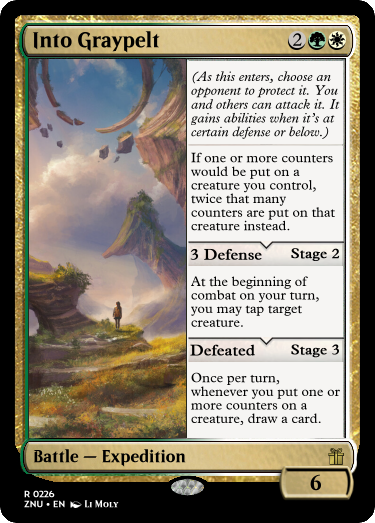 Into Graypelt 2
(As this enters, choose an
opponent to protect it. You
and others can attack it. It
gains abilities when it's at
certain defense or below.)
If one or more counters
would be put on a
creature you control,
twice that many
counters are put on that
creature instead.
3 Defense Stage 2
At the beginning of
combat on your turn,
you may tap target
creature.
Defeated Stage 3
Once per turn,
whenever you put one or
more counters on a
creature, draw a card.
Battle — Expedition
6
R 0226
ZNU • EN Li Moly